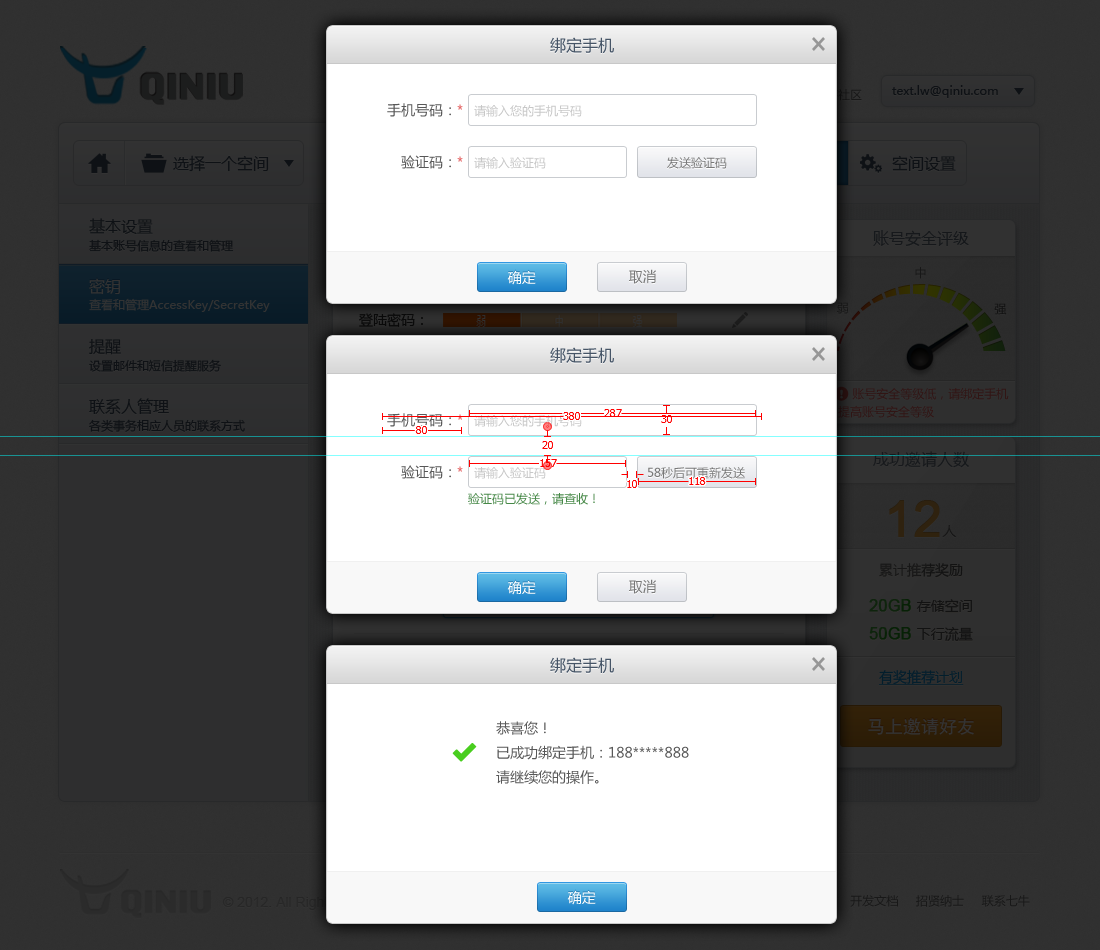 绑定手机
手机号码：* 请输入您的手机号码
验证码：* 请输入验证码 发送验证码
确定 取消
QINIU
社区 text.lw@qiniu.com
选择一个空间 空间设置
基本设置
基本账号信息的查看和管理
密钥
查看和管理AccessKey/SecretKey
提醒
设置邮件和短信提醒服务
联系人管理
各类事务相应人员的联系方式
登陆密码： 弱
绑定手机
手机号码：* 请输入您的手机号码
380 287 30
80
20
验证码：* 请输入验证码 58秒后可重新发送
157 10 118
验证码已发送，请查收！
确定 取消
账号安全评级
中
弱 强
账号安全等级低，请绑定手机
提高账号安全等级
成功邀请人数
12人
累计推荐奖励
20GB 存储空间
50GB 下行流量
有奖推荐计划
马上邀请好友
绑定手机
恭喜您！
已成功绑定手机：188*****888
请继续您的操作。
确定
QINIU © 2012. All Righ
开发文档 招贤纳士 联系七牛